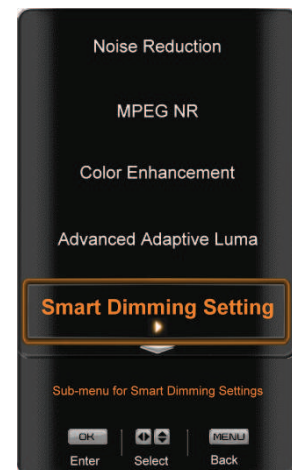 Noise Reduction
MPEG NR
Color Enhancement
Advanced Adaptive Luma
Smart Dimming Setting
Sub-menu for Smart Dimming Settings
OK MENU
Enter Select Back